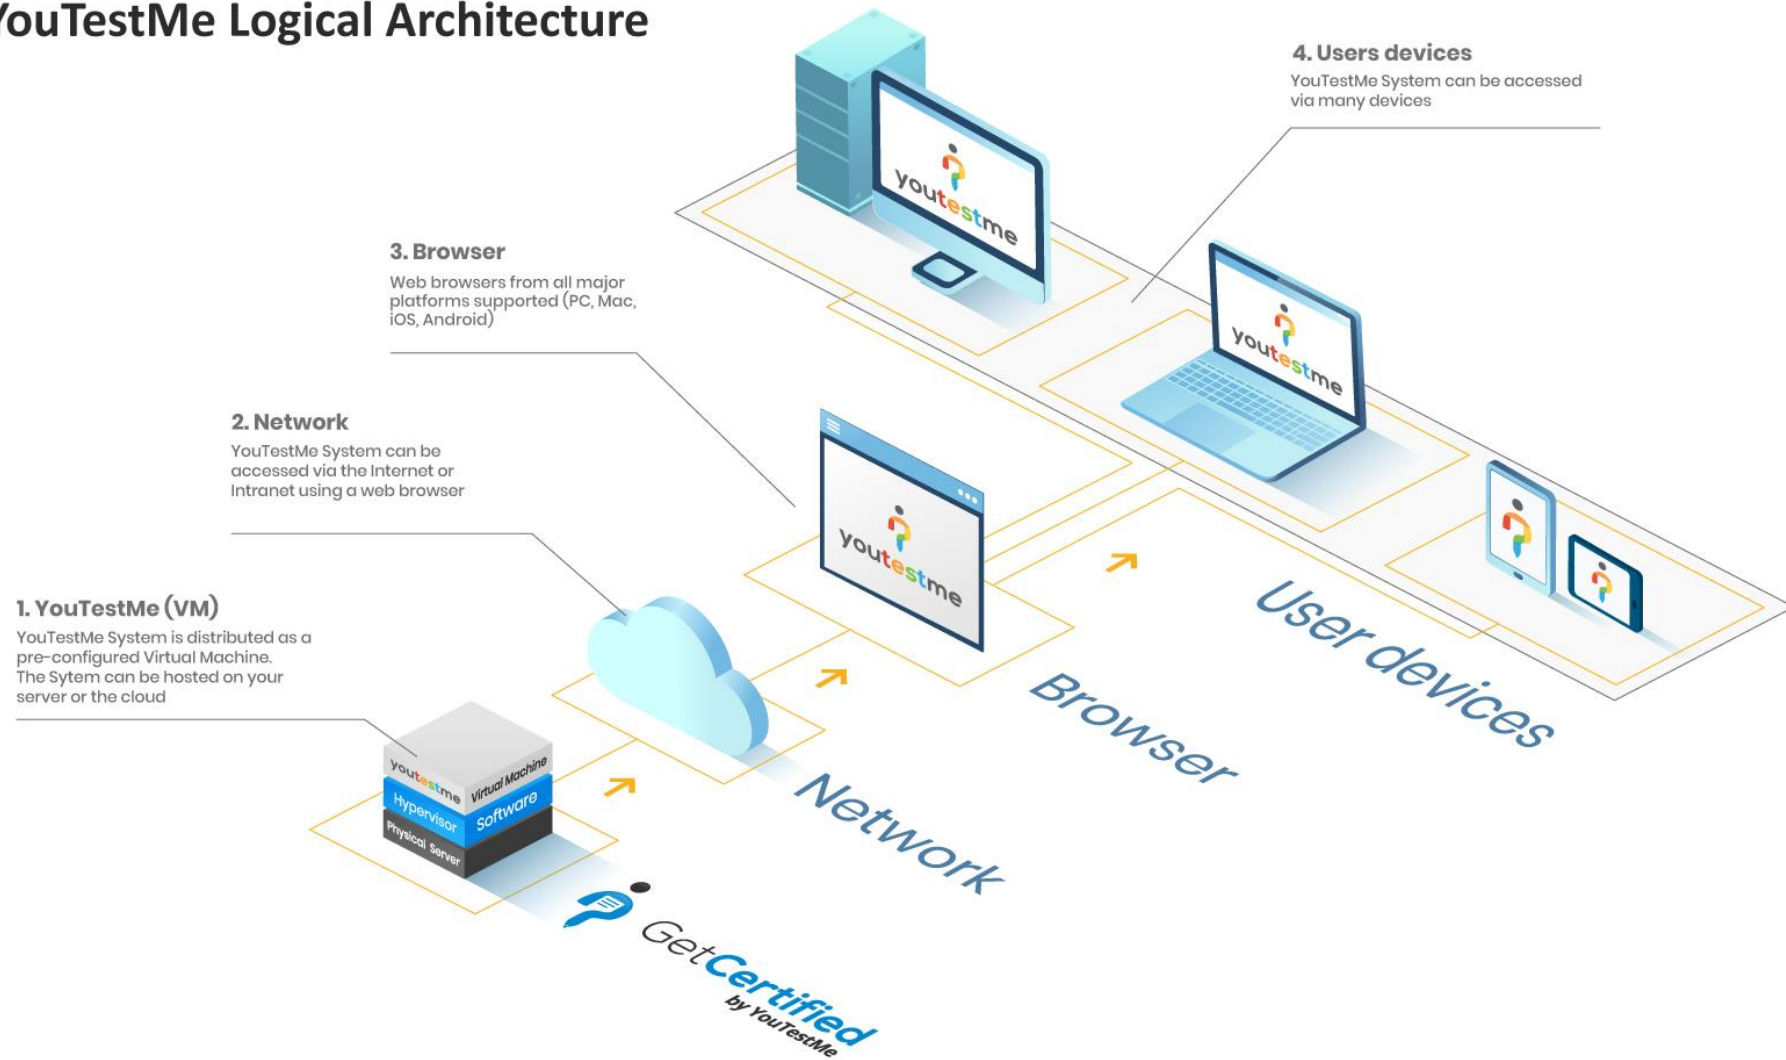 YouTestMe Logical Architecture
4. Users devices
YouTestMe System can be accessed
via many devices
youtestme
3. Browser
Web browsers from all major
platforms supported (PC, Mac,
iOS, Android)
youtestme
2. Network
YouTestMe System can be
accessed via the Internet or
Intranet using a web browser
youtestme
1. YouTestMe (VM)
YouTestMe System is distributed as a
pre-configured Virtual Machine.
The Sytem can be hosted on your
server or the cloud
User devices
Browser
Network
youtestme Virtual Machine
Hypervisor Software
Physical Server
GetCertified
by YouTestMe